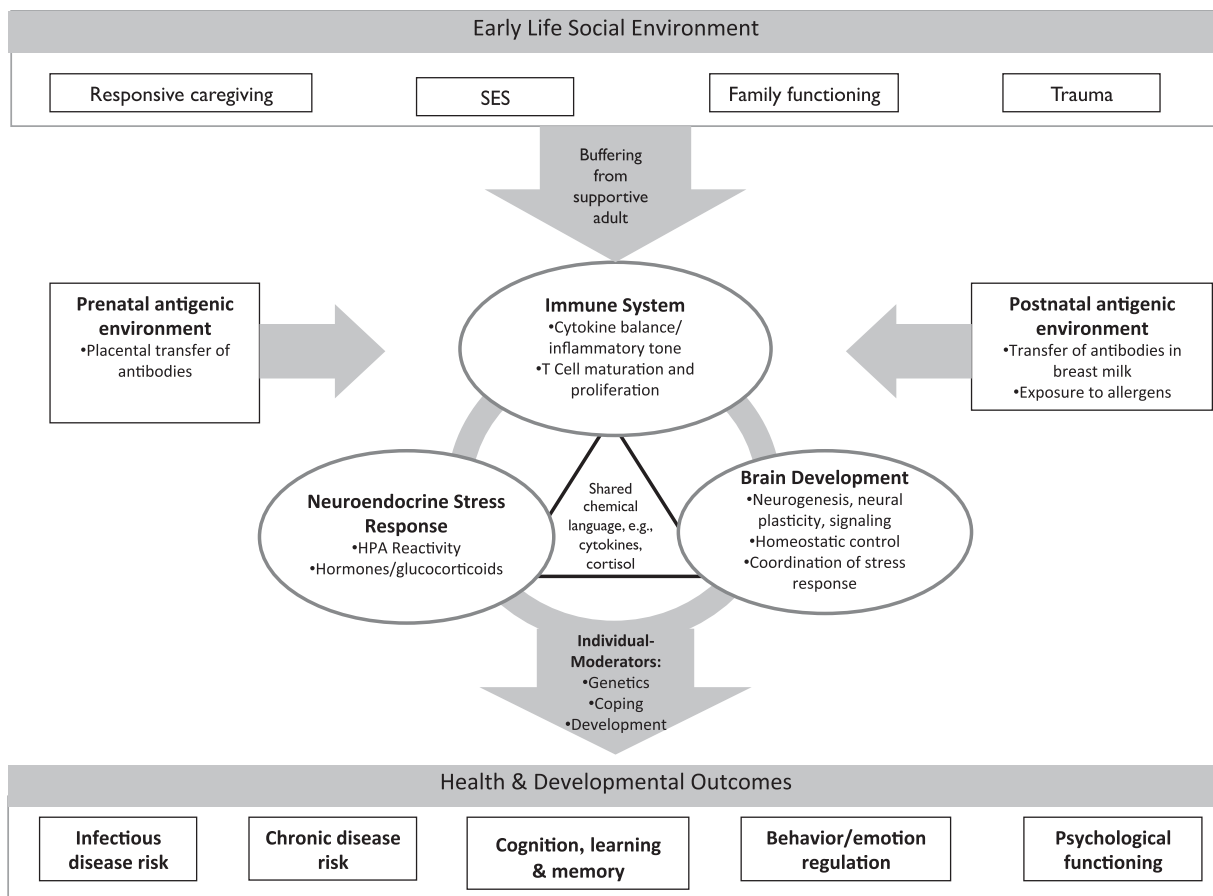 Early Life Social Environment
Responsive caregiving
SES
Family functioning
Trauma
Buffering
from
supportive
adult
Prenatal antigenic
environment
•Placental transfer of
antibodies
Immune System
•Cytokine balance/
inflammatory tone
•T Cell maturation and
proliferation
Postnatal antigenic
environment
•Transfer of antibodies in
breast milk
•Exposure to allergens
Neuroendocrine Stress
Response
•HPA Reactivity
•Hormones/glucocorticoids
Shared
chemical
language, e.g.,
cytokines,
cortisol
Brain Development
•Neurogenesis, neural
plasticity, signaling
•Homeostatic control
•Coordination of stress
response
Individual-
Moderators:
•Genetics
•Coping
•Development
Health & Developmental Outcomes
Infectious
disease risk
Chronic disease
risk
Cognition, learning
& memory
Behavior/emotion
regulation
Psychological
functioning